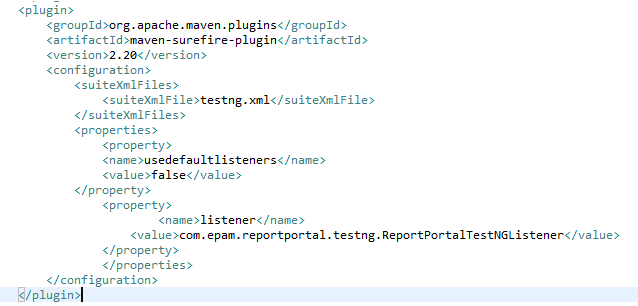 <plugin>
<groupId>org.apache.maven.plugins</groupId>
<artifactId>maven-surefire-plugin</artifactId>
<version>2.20</version>
<configuration>
<suiteXmlFiles>
<suiteXmlFile>testng.xml</suiteXmlFile>
</suiteXmlFiles>
<properties>
<property>
<name>usedefaultlisteners</name>
<value>false</value>
</property>
<property>
<name>listener</name>
<value>com.epam.reportportal.testng.ReportPortalTestNGListener</value>
</property>
</properties>
</configuration>
</plugin>